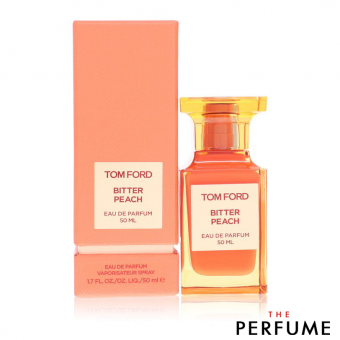 TOM FORD
BITTER
PEACH
EAU DE PARFUM
50 ML
EAU DE PARFUM
VAPORISATEUR SPRAY
1.7 FL. OZ./OZ. LIQ./50 ml ℮
TOM FORD
BITTER
PEACH
EAU DE PARFUM
50 ML
THE
PERFUME